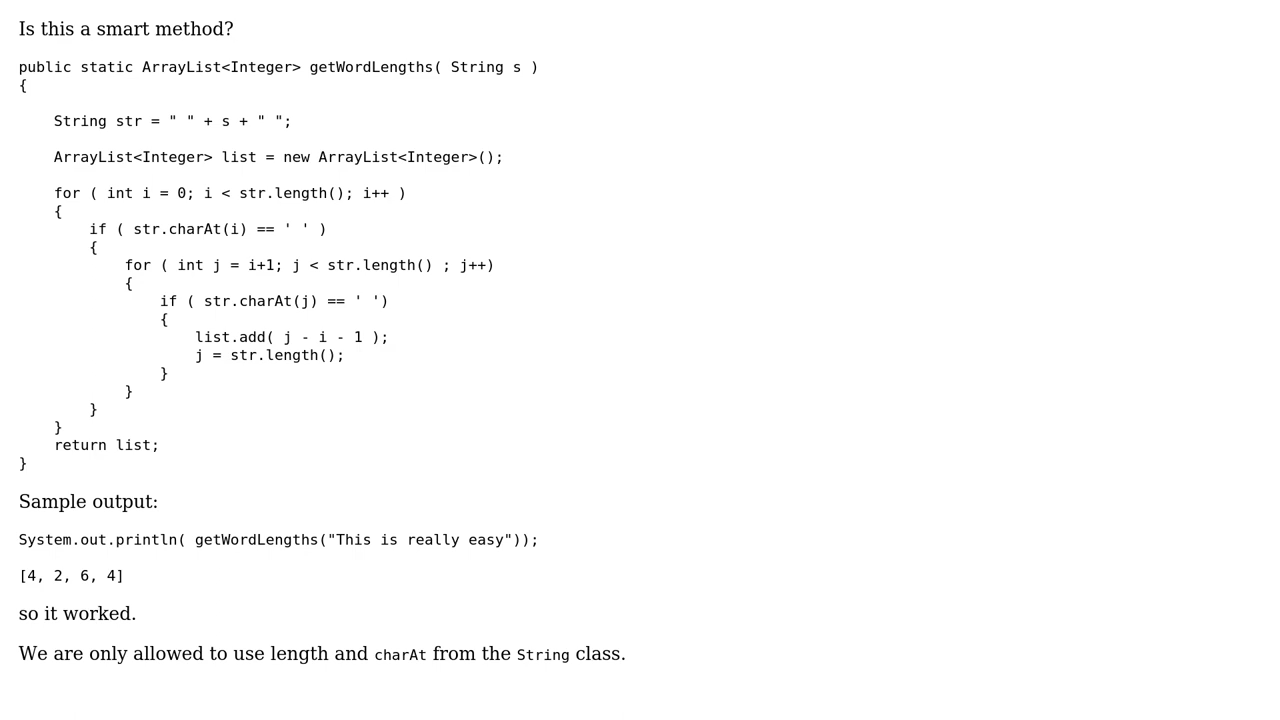 Is this a smart method?
public static ArrayList<Integer> getWordLengths( String s )
{
    String str = " " + s + " ";
    ArrayList<Integer> list = new ArrayList<Integer>();
    for ( int i = 0; i < str.length(); i++ )
    {
        if ( str.charAt(i) == ' ' )
        {
            for ( int j = i+1; j < str.length() ; j++)
            {
                if ( str.charAt(j) == ' ')
                {
                    list.add( j - i - 1 );
                    j = str.length();
                }
            }
        }
    }
    return list;
}
Sample output:
System.out.println( getWordLengths("This is really easy"));
[4, 2, 6, 4]
so it worked.
We are only allowed to use length and charAt from the String class.